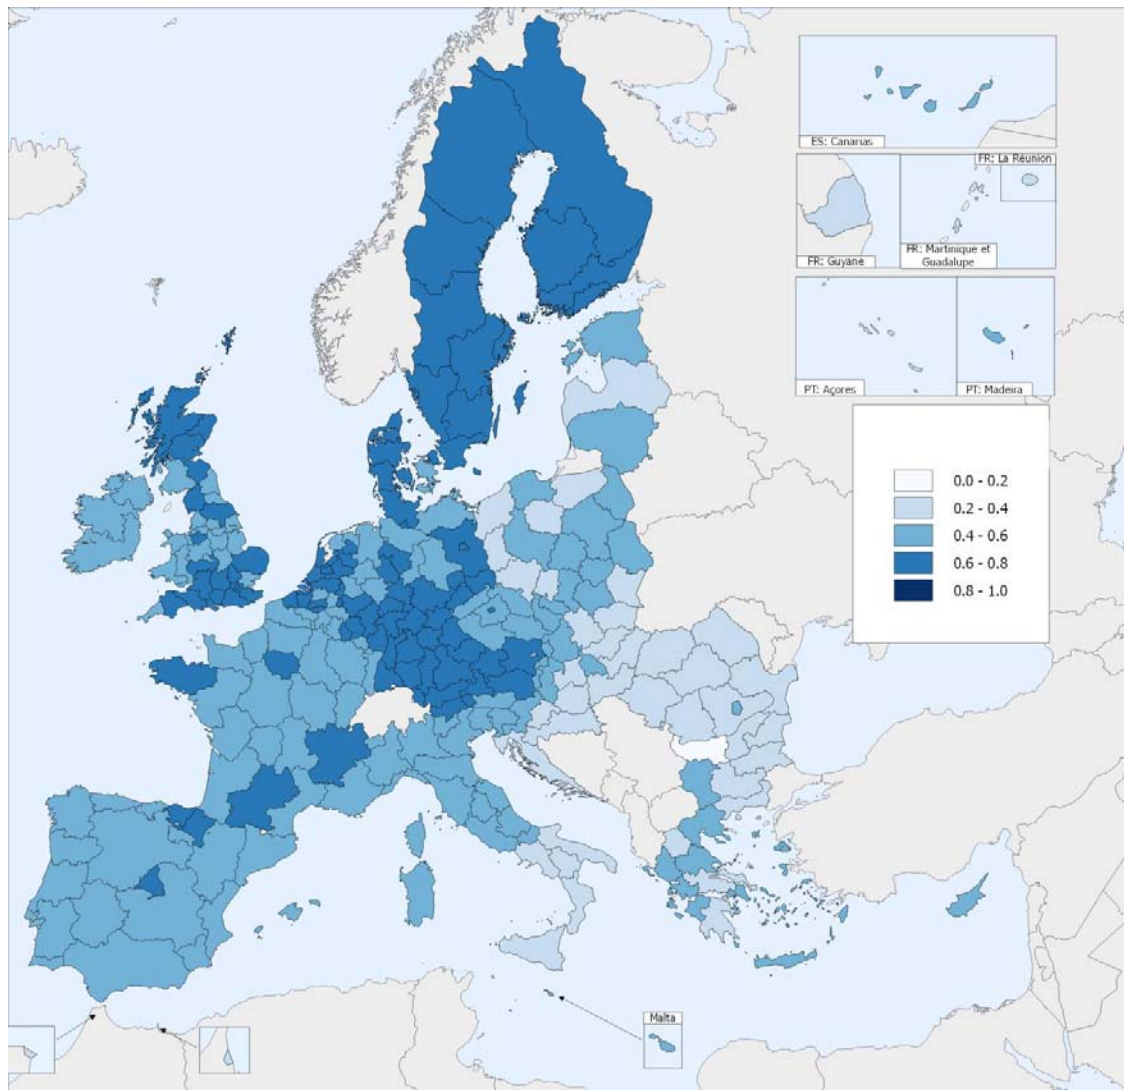 ES: Canarias
FR: La Réunion
FR: Guyane
FR: Martinique et
Guadalupe
PT: Açores
PT: Madeira
0.0 - 0.2
0.2 - 0.4
0.4 - 0.6
0.6 - 0.8
0.8 - 1.0
Malta